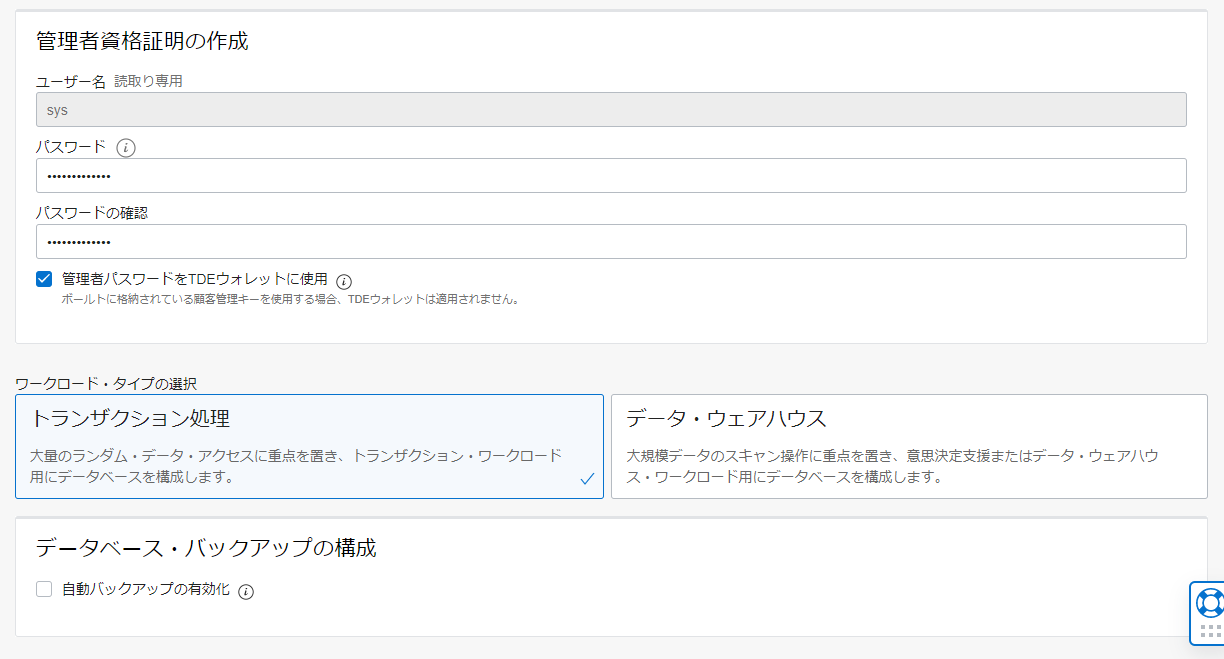 管理者資格証明の作成
ユーザー名 読取り専用
sys
パスワード
•••••••••••••
パスワードの確認
•••••••••••••
管理者パスワードをTDEウォレットに使用
ボールトに格納されている顧客管理キーを使用する場合、TDEウォレットは適用されません。
ワークロード・タイプの選択
トランザクション処理
大量のランダム・データ・アクセスに重点を置き、トランザクション・ワークロード
用にデータベースを構成します。
データ・ウェアハウス
大規模データのスキャン操作に重点を置き、意思決定支援またはデータ・ウェアハウ
ス・ワークロード用にデータベースを構成します。
データベース・バックアップの構成
自動バックアップの有効化